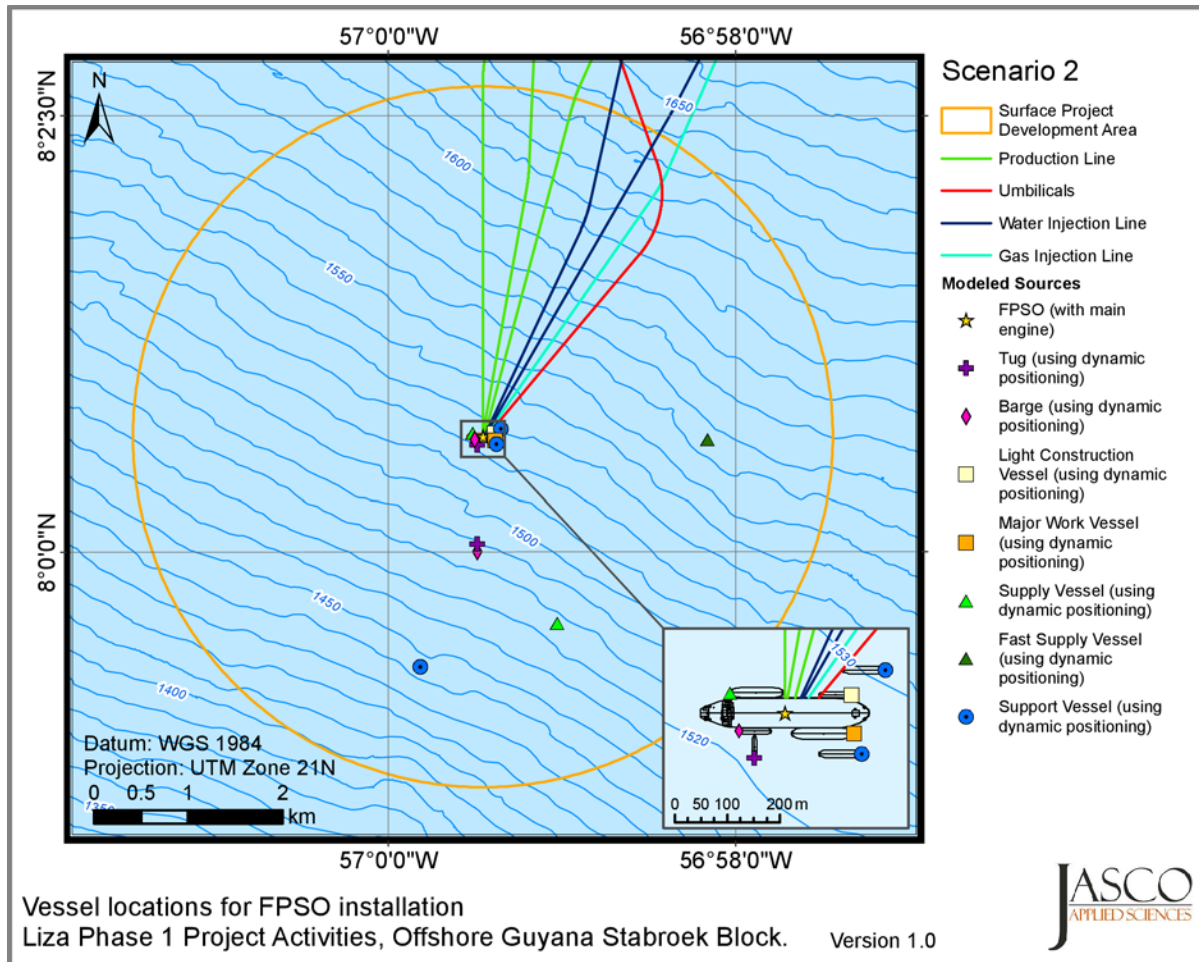 57°0'0"W
56°58'0"W
N
8°2'30"N
8°0'0"N
1650
1600
1550
1500
1450
1400
1350
Datum: WGS 1984
Projection: UTM Zone 21N
0 0.5 1 2
km
1530
1520
0 50 100 200 m
57°0'0"W
56°58'0"W
Scenario 2
Surface Project
Development Area
Production Line
Umbilicals
Water Injection Line
Gas Injection Line
Modeled Sources
FPSO (with main
engine)
Tug (using dynamic
positioning)
Barge (using dynamic
positioning)
Light Construction
Vessel (using dynamic
positioning)
Major Work Vessel
(using dynamic
positioning)
Supply Vessel (using
dynamic positioning)
Fast Supply Vessel
(using dynamic
positioning)
Support Vessel (using
dynamic positioning)
Vessel locations for FPSO installation
Liza Phase 1 Project Activities, Offshore Guyana Stabroek Block.
Version 1.0
JASCO
APPLIED SCIENCES